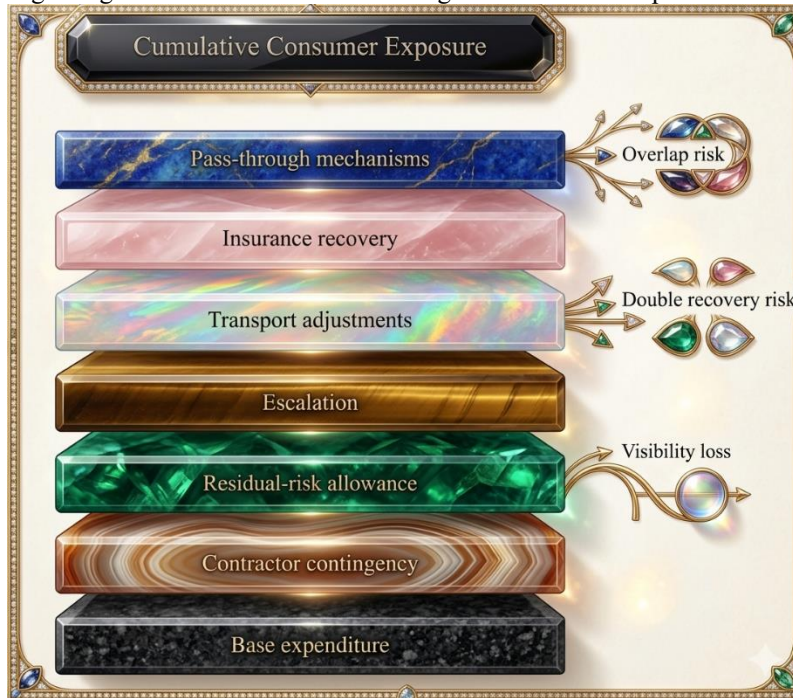 Cumulative Consumer Exposure
Pass-through mechanisms
Overlap risk
Insurance recovery
Transport adjustments
Double recovery risk
Escalation
Residual-risk allowance
Visibility loss
Contractor contingency
Base expenditure